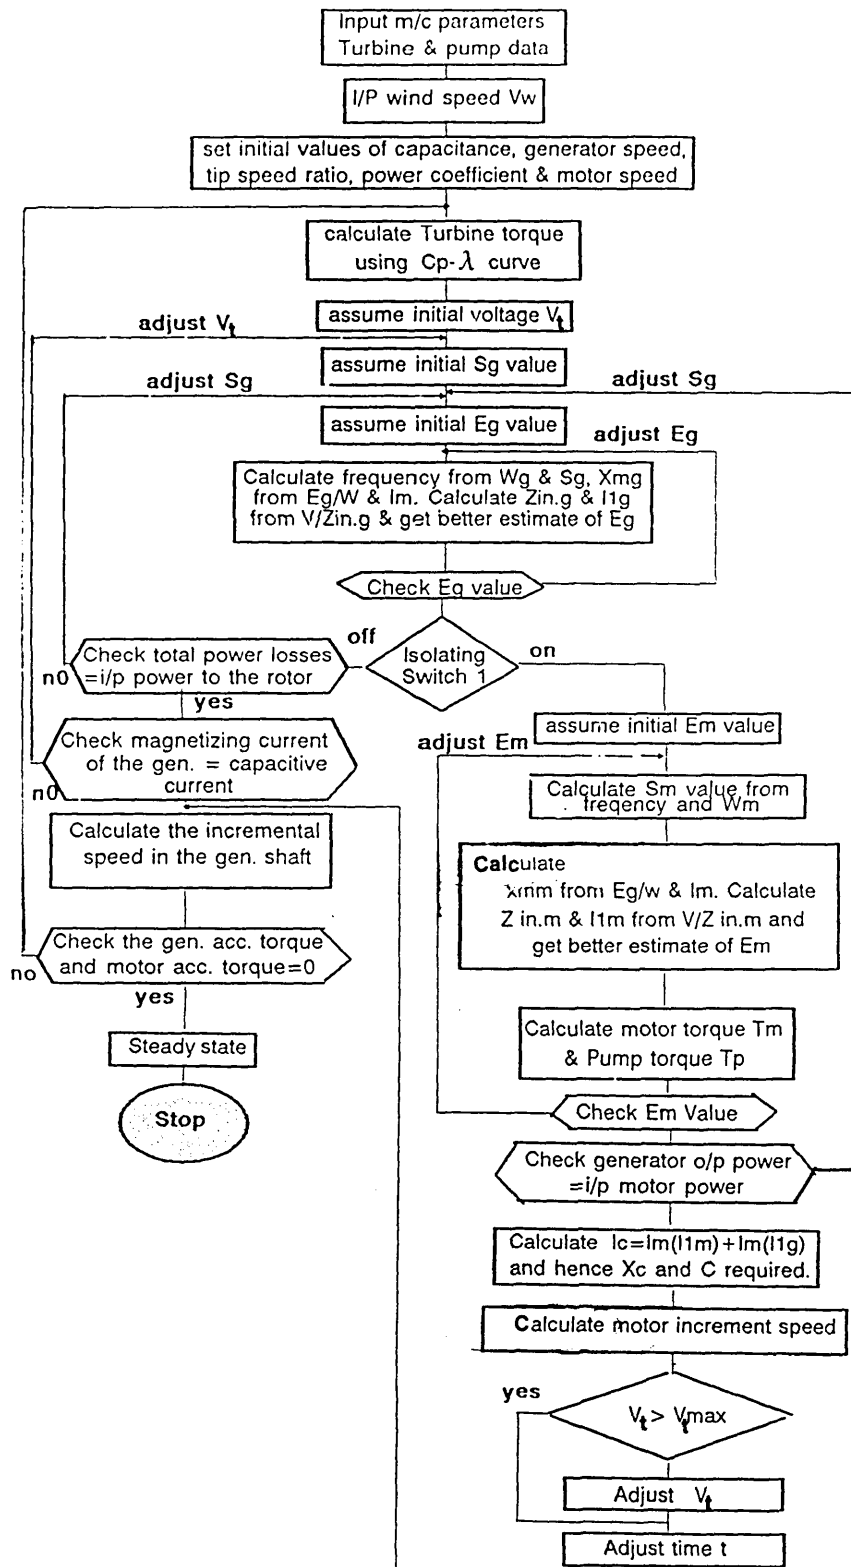 Input m/c parameters
Turbine & pump data
I/P wind speed Vw
set initial values of capacitance, generator speed,
tip speed ratio, power coefficient & motor speed
calculate Turbine torque
using Cp-λ curve
assume initial voltage Vt
adjust Vt
assume initial Sg value
adjust Sg
adjust Sg
assume initial Eg value
adjust Eg
Calculate frequency from Wg & Sg, Xmg
from Eg/W & Im. Calculate Zin.g & I1g
from V/Zin.g & get better estimate of Eg
Check Eg value
off
Isolating
Switch 1
on
Check total power losses
=i/p power to the rotor
n0
yes
Check magnetizing current
of the gen. = capacitive
current
n0
Calculate the incremental
speed in the gen. shaft
Check the gen. acc. torque
and motor acc. torque=0
no
yes
Steady state
Stop
assume initial Em value
adjust Em
Calculate Sm value from
freqency and Wm
Calculate
Xmm from Eg/w & Im. Calculate
Z in.m & I1m from V/Z in.m and
get better estimate of Em
Calculate motor torque Tm
& Pump torque Tp
Check Em Value
Check generator o/p power
=i/p motor power
Calculate Ic=Im(I1m)+Im(I1g)
and hence Xc and C required.
Calculate motor increment speed
yes
Vt> Vtmax
Adjust Vt
Adjust time t